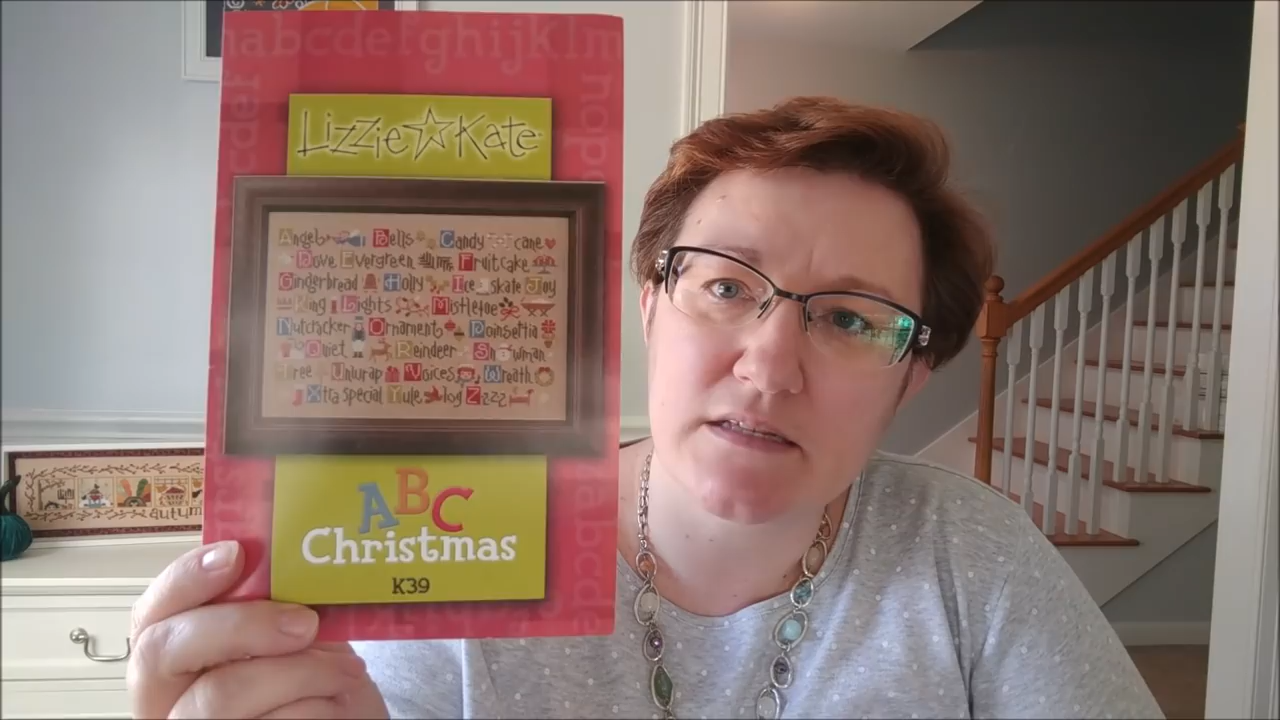 abcdefghijklm
Lizzie Kate
Angel Bells Candy cane
Dove Evergreen Fruitcake
Gingerbread Holly Ice skate Joy
King Lights Mistletoe
Nutcracker Ornament Poinsettia
Quiet Reindeer Snowman
Tree Unwrap Voices Wreath
Xtra special Yule log Zzzz
ABC
Christmas
K39
autumn